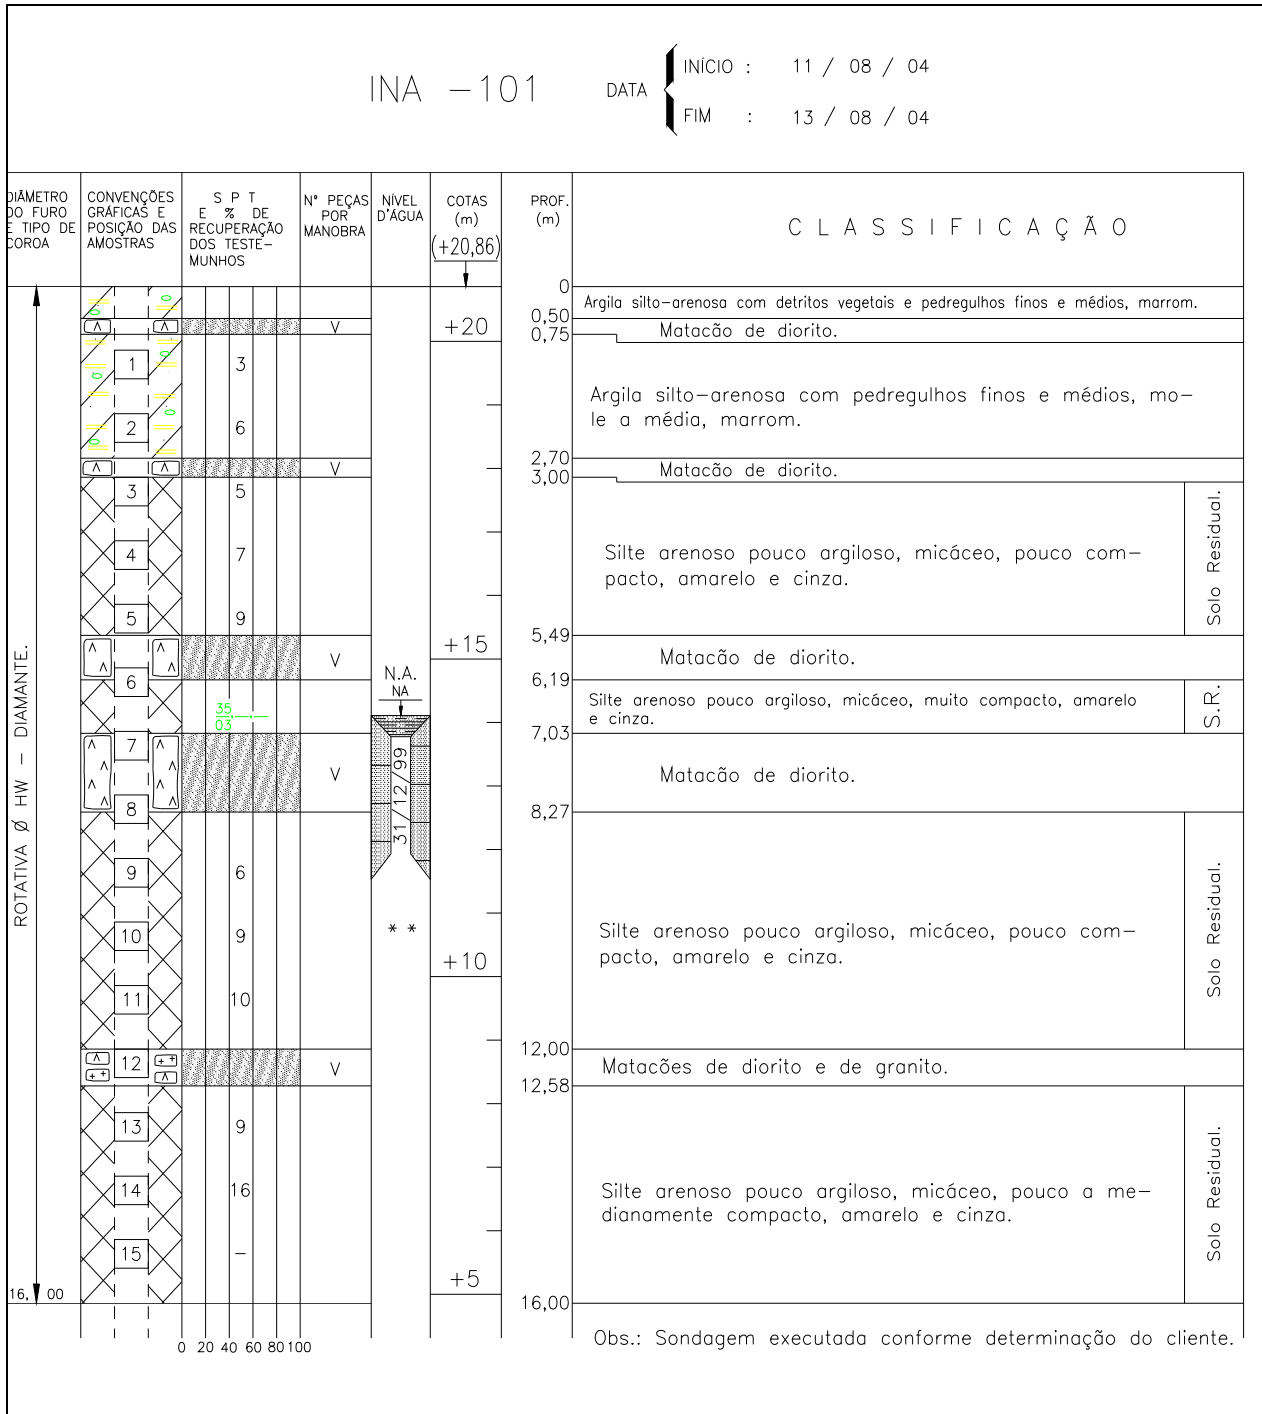 INA -101
DATA
INÍCIO : 11 / 08 / 04
FIM : 13 / 08 / 04
DIÂMETRO
DO FURO
E TIPO DE
COROA
CONVENÇÕES
GRÁFICAS E
POSIÇÃO DAS
AMOSTRAS
S P T
E % DE
RECUPERAÇÃO
DOS TESTE-
MUNHOS
N° PEÇAS
POR
MANOBRA
NÍVEL
D'ÁGUA
COTAS
(m)
(+20,86)
PROF.
(m)
CLASSIFICAÇÃO
0
Argila silto-arenosa com detritos vegetais e pedregulhos finos e médios, marrom.
0,50
V
+20
Matacão de diorito.
0,75
1
3
Argila silto-arenosa com pedregulhos finos e médios, mo-
le a média, marrom.
2
6
2,70
V
Matacão de diorito.
3,00
3
5
4
7
Silte arenoso pouco argiloso, micáceo, pouco com-
pacto, amarelo e cinza.
Solo Residual.
5
9
5,49
+15
V
Matacão de diorito.
6,19
6
N.A.
NA
35
03
Silte arenoso pouco argiloso, micáceo, muito compacto, amarelo
e cinza.
S.R.
7,03
7
V
Matacão de diorito.
31/12/99
8
8,27
9
6
10
9
* *
Silte arenoso pouco argiloso, micáceo, pouco com-
pacto, amarelo e cinza.
Solo Residual.
+10
11
10
12,00
12
V
Matacões de diorito e de granito.
12,58
13
9
14
16
Silte arenoso pouco argiloso, micáceo, pouco a me-
dianamente compacto, amarelo e cinza.
Solo Residual.
15
-
+5
ROTATIVA Ø HW - DIAMANTE.
16,00
16,00
0 20 40 60 80 100
Obs.: Sondagem executada conforme determinação do cliente.